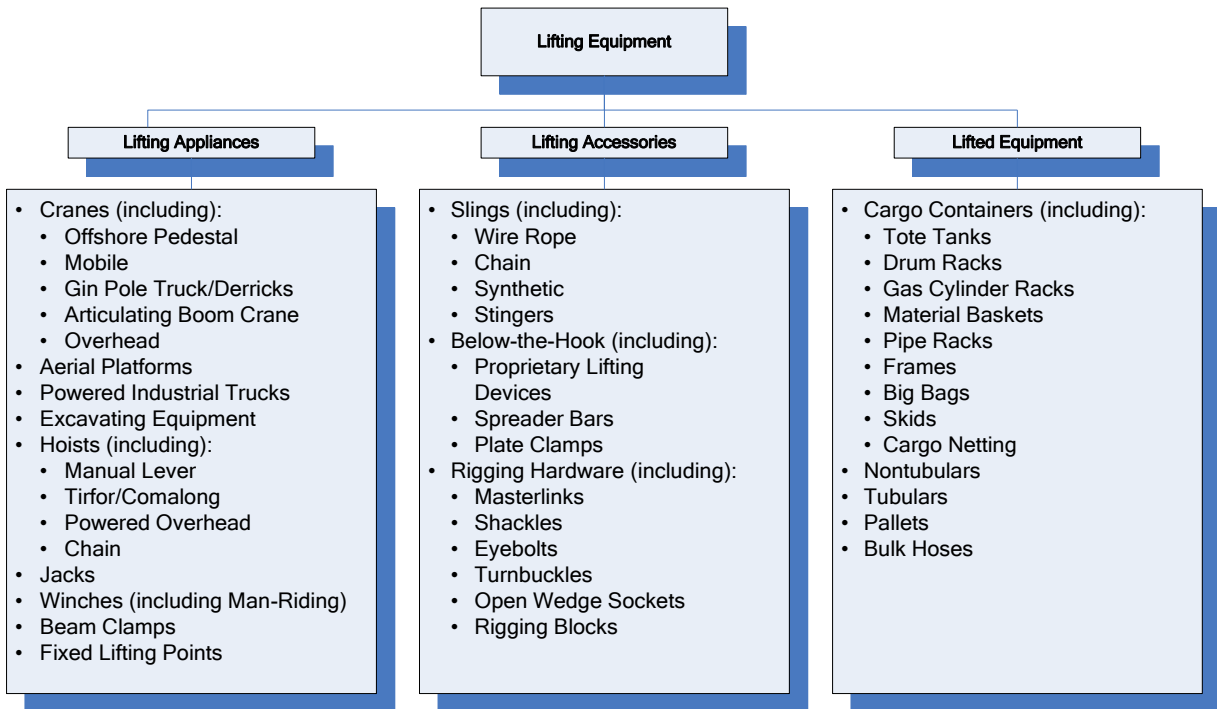 Lifting Equipment
Lifting Appliances
Lifting Accessories
Lifted Equipment
• Cranes (including):
• Offshore Pedestal
• Mobile
• Gin Pole Truck/Derricks
• Articulating Boom Crane
• Overhead
• Aerial Platforms
• Powered Industrial Trucks
• Excavating Equipment
• Hoists (including):
• Manual Lever
• Tirfor/Comalong
• Powered Overhead
• Chain
• Jacks
• Winches (including Man-Riding)
• Beam Clamps
• Fixed Lifting Points
• Slings (including):
• Wire Rope
• Chain
• Synthetic
• Stingers
• Below-the-Hook (including):
• Proprietary Lifting
Devices
• Spreader Bars
• Plate Clamps
• Rigging Hardware (including):
• Masterlinks
• Shackles
• Eyebolts
• Turnbuckles
• Open Wedge Sockets
• Rigging Blocks
• Cargo Containers (including):
• Tote Tanks
• Drum Racks
• Gas Cylinder Racks
• Material Baskets
• Pipe Racks
• Frames
• Big Bags
• Skids
• Cargo Netting
• Nontubulars
• Tubulars
• Pallets
• Bulk Hoses